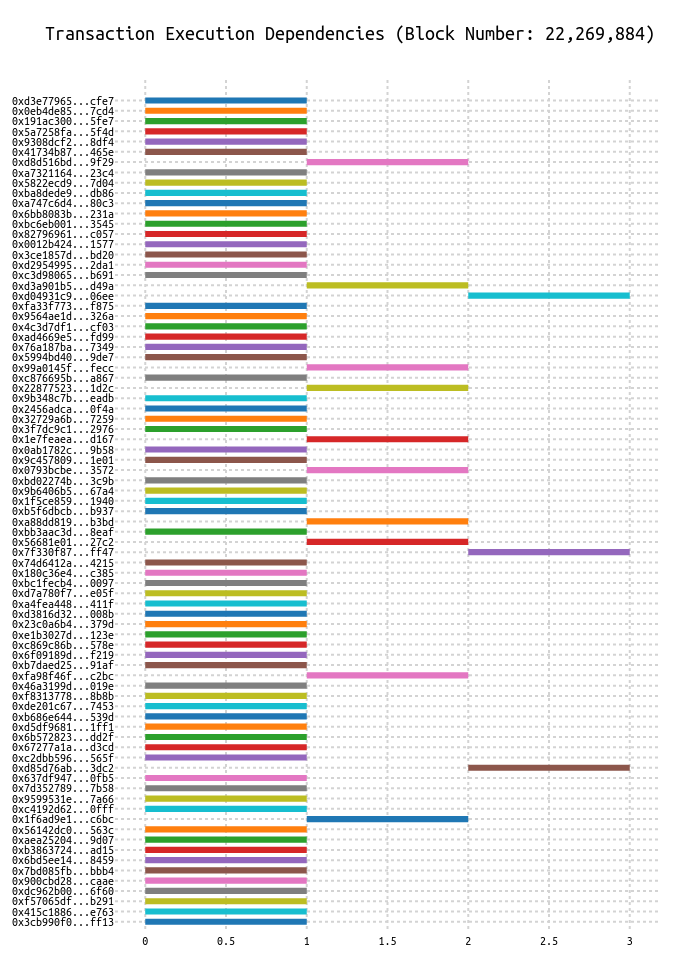 Transaction Execution Dependencies (Block Number: 22,269,884)
0xd3e77965...cfe7
0x0eb4de85...7cd4
0x191ac300...5fe7
0x5a7258fa...5f4d
0x9308dcf2...8df4
0x41734b87...465e
0xd8d516bd...9f29
0xa7321164...23c4
0x5822ecd9...7d04
0xba8dede9...db86
0xa747c6d4...80c3
0x6bb8083b...231a
0xbc6eb001...3545
0x82796961...c057
0x0012b424...1577
0x3ce1857d...bd20
0xd2954995...2da1
0xc3d98065...b691
0xd3a901b5...d49a
0xd04931c9...06ee
0xfa33f773...f875
0x9564ae1d...326a
0x4c3d7df1...cf03
0xad4669e5...fd99
0x76a187ba...7349
0x5994bd40...9de7
0x99a0145f...fecc
0xc876695b...a867
0x22877523...1d2c
0x9b348c7b...eadb
0x2456adca...0f4a
0x32729a6b...7259
0x3f7dc9c1...2976
0x1e7feaea...d167
0x0ab1782c...9b58
0x9c457809...1e01
0x0793bcbe...3572
0xbd02274b...3c9b
0x9b6406b5...67a4
0x1f5ce859...1940
0xb5f6dbcb...b937
0xa88dd819...b3bd
0xbb3aac3d...8eaf
0x56681e01...27c2
0x7f330f87...ff47
0x74d6412a...4215
0x180c36e4...c385
0xbc1fecb4...0097
0xd7a780f7...e05f
0xa4fea448...411f
0xd3816d32...008b
0x23c0a6b4...379d
0xe1b3027d...123e
0xc869c86b...578e
0x6f09189d...f219
0xb7daed25...91af
0xfa98f46f...c2bc
0x46a3199d...019e
0xf8313778...8b8b
0xde201c67...7453
0xb686e644...539d
0xd5df9681...1ff1
0x6b572823...dd2f
0x67277a1a...d3cd
0xc2dbb596...565f
0xd85d76ab...3dc2
0x637df947...0fb5
0x7d352789...7b58
0x9599531e...7a66
0xc4192d62...0fff
0x1f6ad9e1...c6bc
0x56142dc0...563c
0xaea25204...9d07
0xb3863724...ad15
0x6bd5ee14...8459
0x7bd085fb...bbb4
0x900cbd28...caae
0xdc962b00...6f60
0xf57065df...b291
0x415c1886...e763
0x3cb990f0...ff13
0 0.5 1 1.5 2 2.5 3